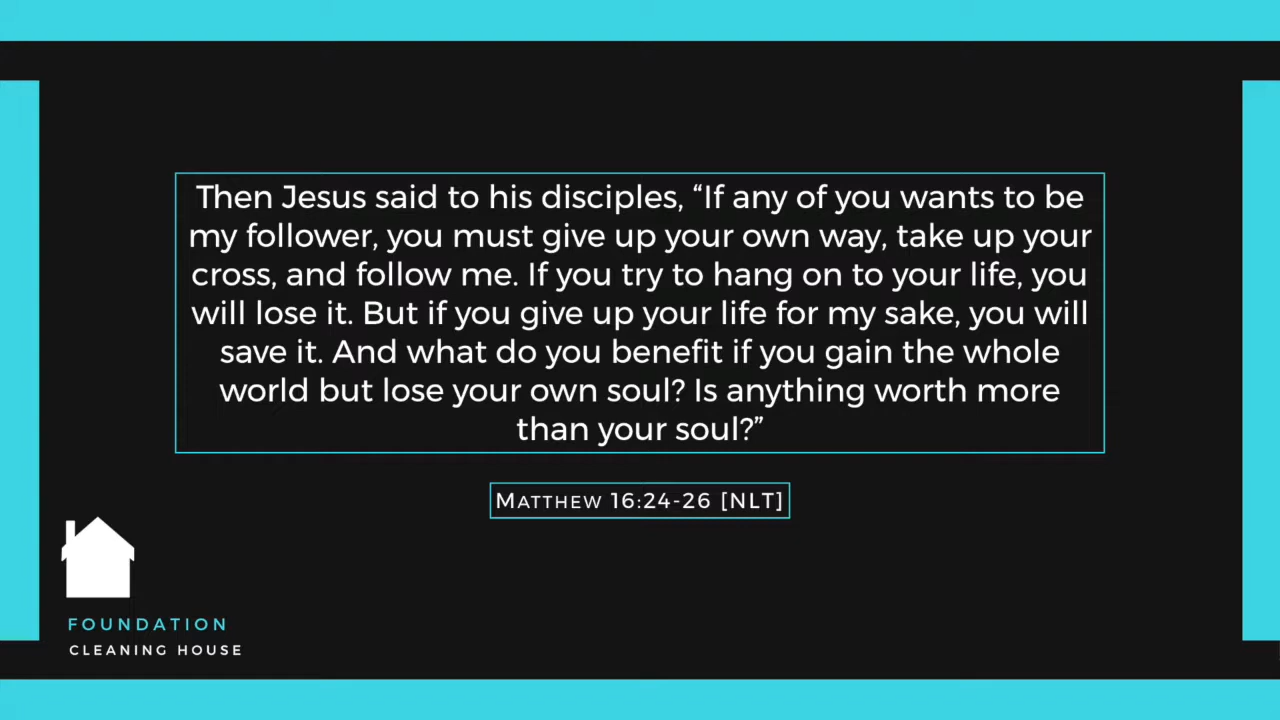 Then Jesus said to his disciples, “If any of you wants to be
my follower, you must give up your own way, take up your
cross, and follow me. If you try to hang on to your life, you
will lose it. But if you give up your life for my sake, you will
save it. And what do you benefit if you gain the whole
world but lose your own soul? Is anything worth more
than your soul?”
MATTHEW 16:24-26 [NLT]
FOUNDATION
CLEANING HOUSE